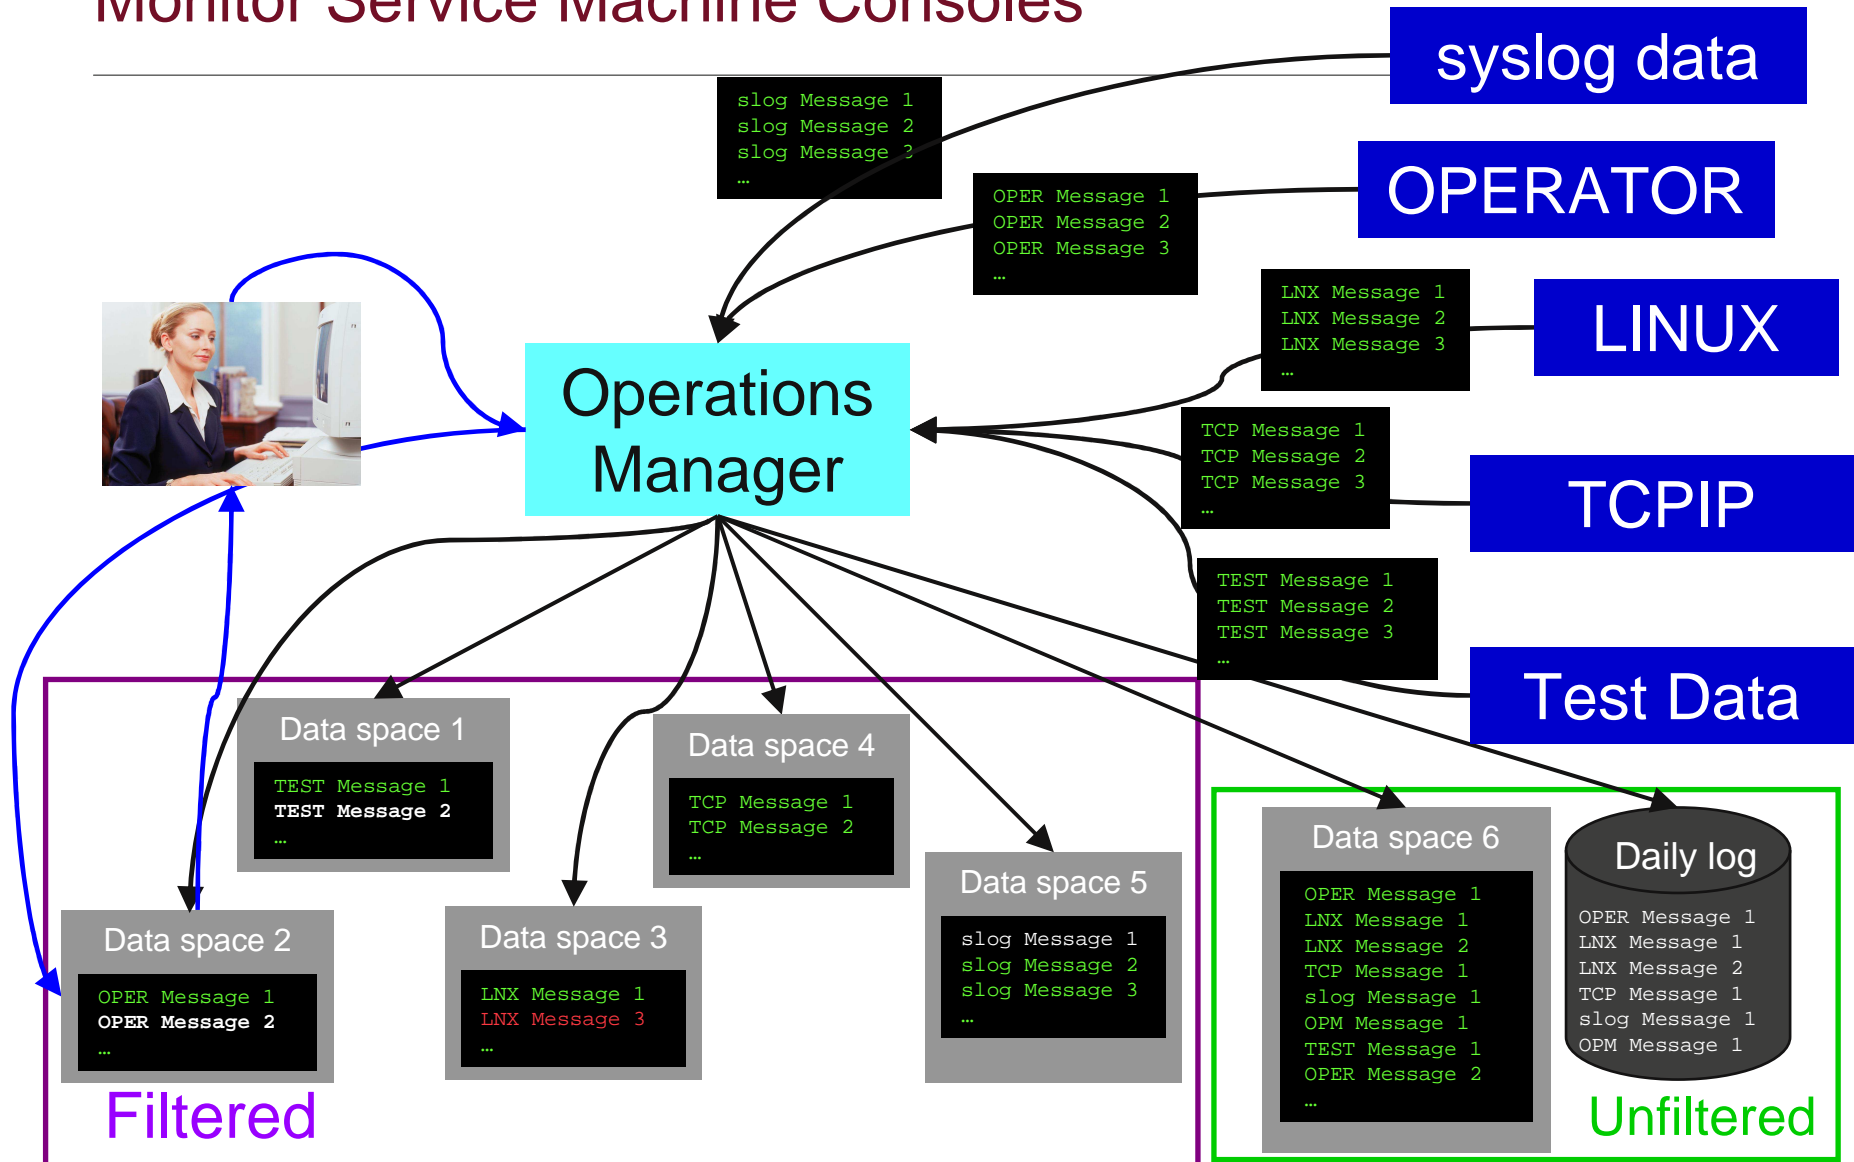 Monitor Service Machine Consoles
syslog data
slog Message 1
slog Message 2
slog Message 3
…
OPERATOR
OPER Message 1
OPER Message 2
OPER Message 3
…
LINUX
LNX Message 1
LNX Message 2
LNX Message 3
…
Operations
Manager
TCPIP
TCP Message 1
TCP Message 2
TCP Message 3
…
Test Data
TEST Message 1
TEST Message 2
TEST Message 3
…
Data space 1
TEST Message 1
TEST Message 2
…
Data space 2
OPER Message 1
OPER Message 2
…
Data space 3
LNX Message 1
LNX Message 3
…
Data space 4
TCP Message 1
TCP Message 2
…
Data space 5
slog Message 1
slog Message 2
slog Message 3
…
Data space 6
OPER Message 1
LNX Message 1
LNX Message 2
TCP Message 1
slog Message 1
OPM Message 1
TEST Message 1
OPER Message 2
…
Daily log
OPER Message 1
LNX Message 1
LNX Message 2
TCP Message 1
slog Message 1
OPM Message 1
Filtered
Unfiltered